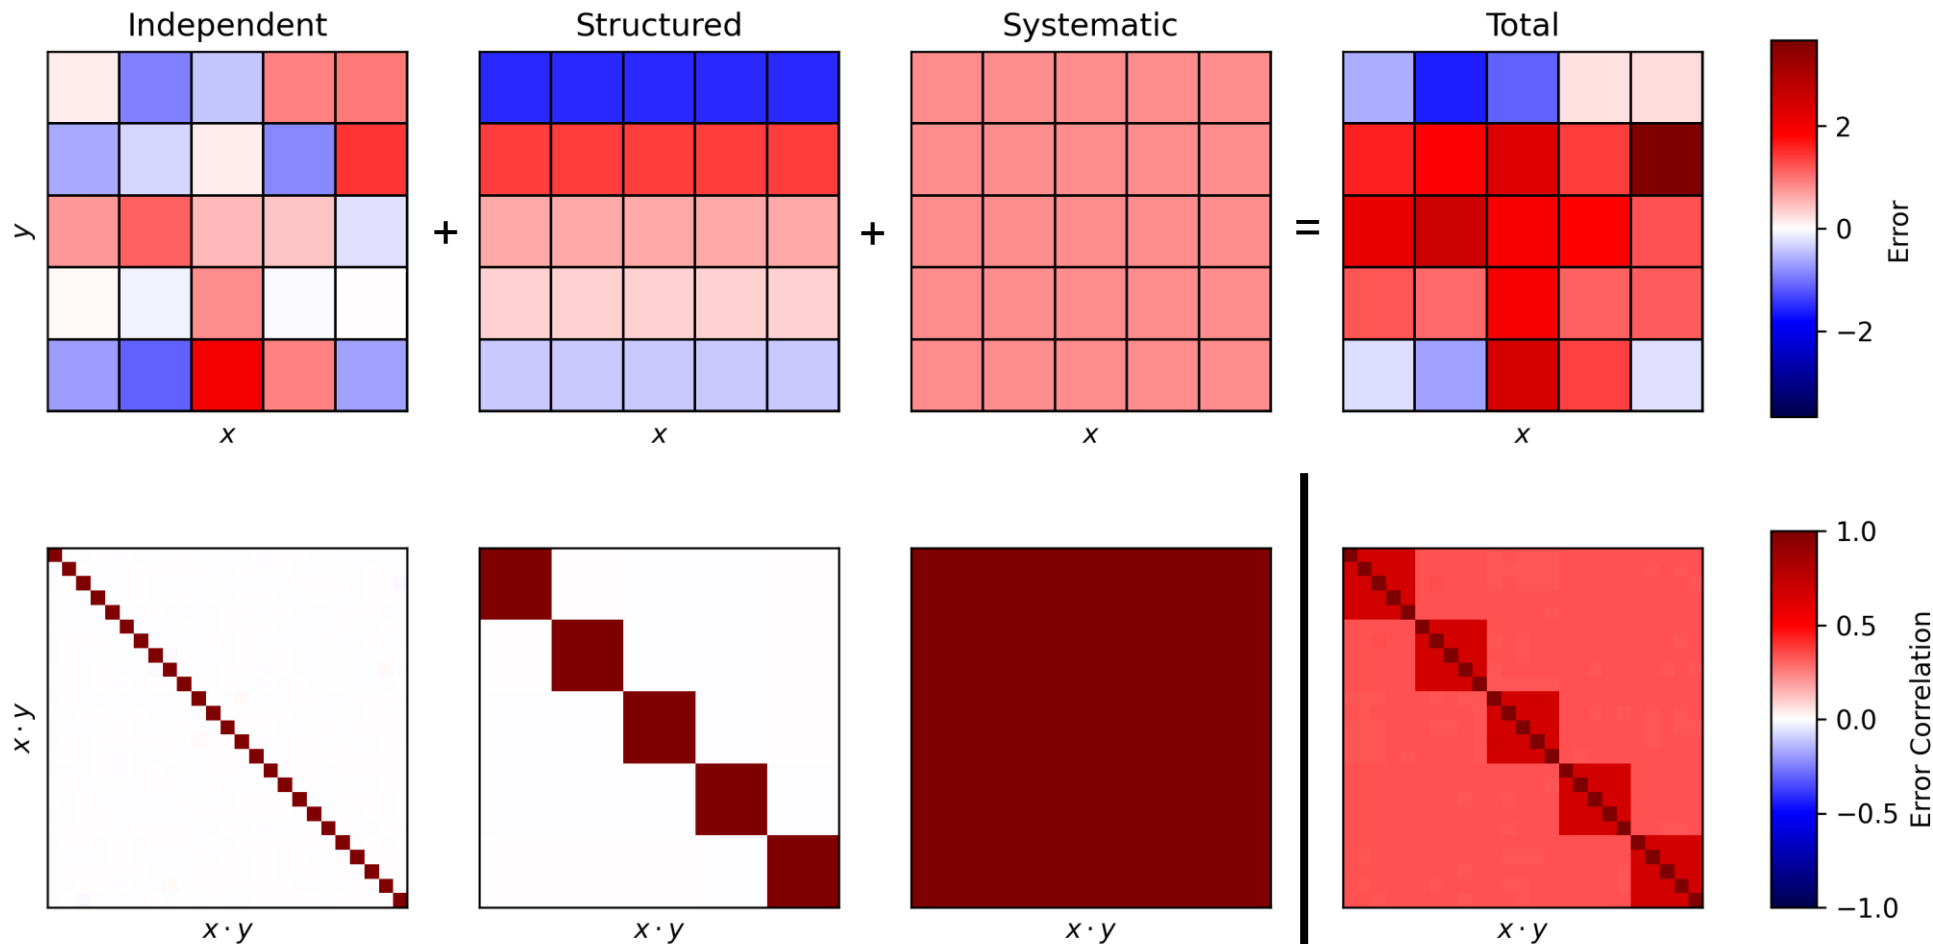 Independent
Structured
Systematic
Total
y
+
+
=
2
0
−2
Error
x
x
x
x
x · y
1.0
0.5
0.0
−0.5
−1.0
Error Correlation
x · y
x · y
x · y
x · y